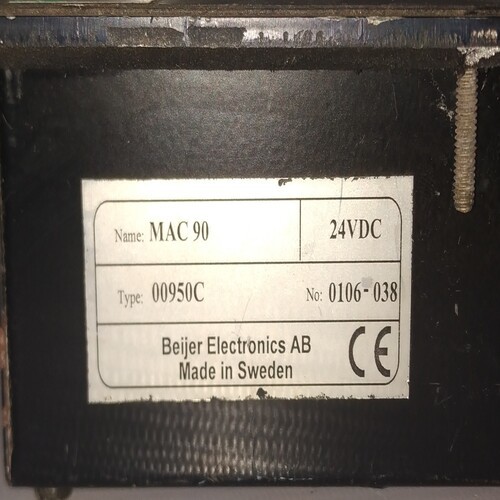 Name: MAC 90 24VDC
Type: 00950C No: 0106-038
Beijer Electronics AB
Made in Sweden CE